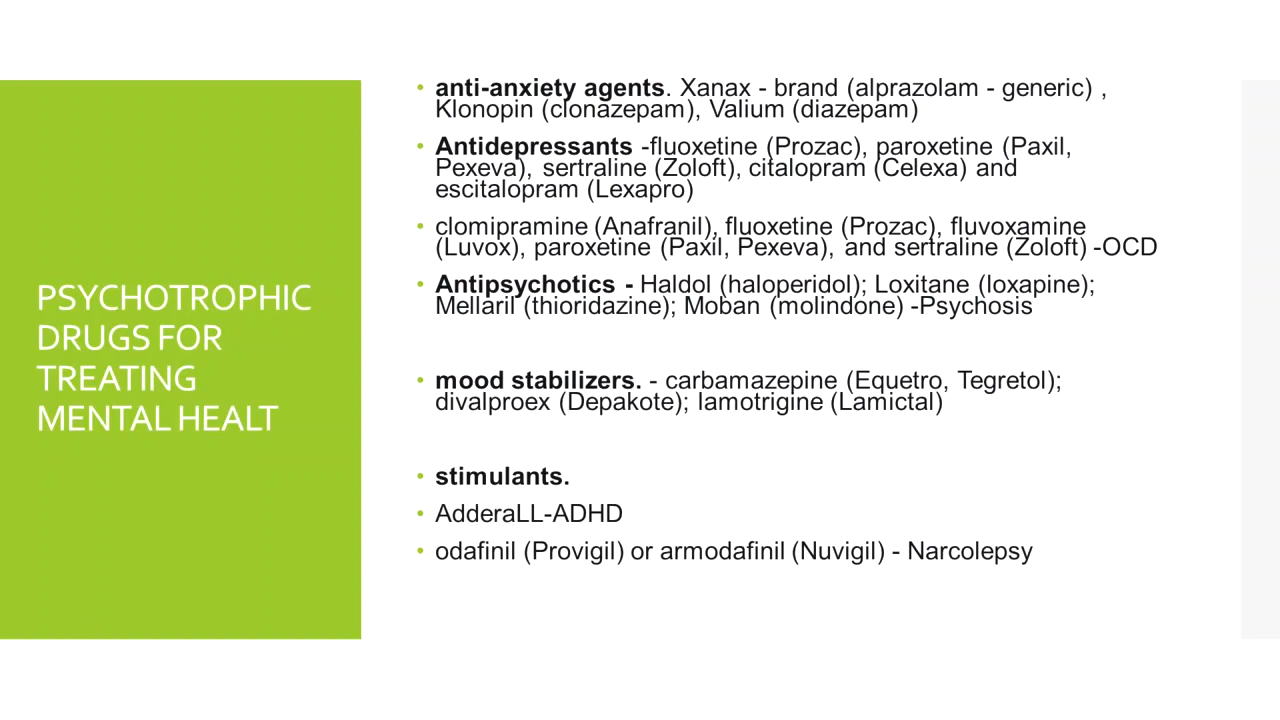 PSYCHOTROPHIC
DRUGS FOR
TREATING
MENTAL HEALT
• anti-anxiety agents. Xanax - brand (alprazolam - generic) ,
Klonopin (clonazepam), Valium (diazepam)
• Antidepressants -fluoxetine (Prozac), paroxetine (Paxil,
Pexeva), sertraline (Zoloft), citalopram (Celexa) and
escitalopram (Lexapro)
• clomipramine (Anafranil), fluoxetine (Prozac), fluvoxamine
(Luvox), paroxetine (Paxil, Pexeva), and sertraline (Zoloft) -OCD
• Antipsychotics - Haldol (haloperidol); Loxitane (loxapine);
Mellaril (thioridazine); Moban (molindone) -Psychosis
• mood stabilizers. - carbamazepine (Equetro, Tegretol);
divalproex (Depakote); lamotrigine (Lamictal)
• stimulants.
• AdderaLL-ADHD
• odafinil (Provigil) or armodafinil (Nuvigil) - Narcolepsy